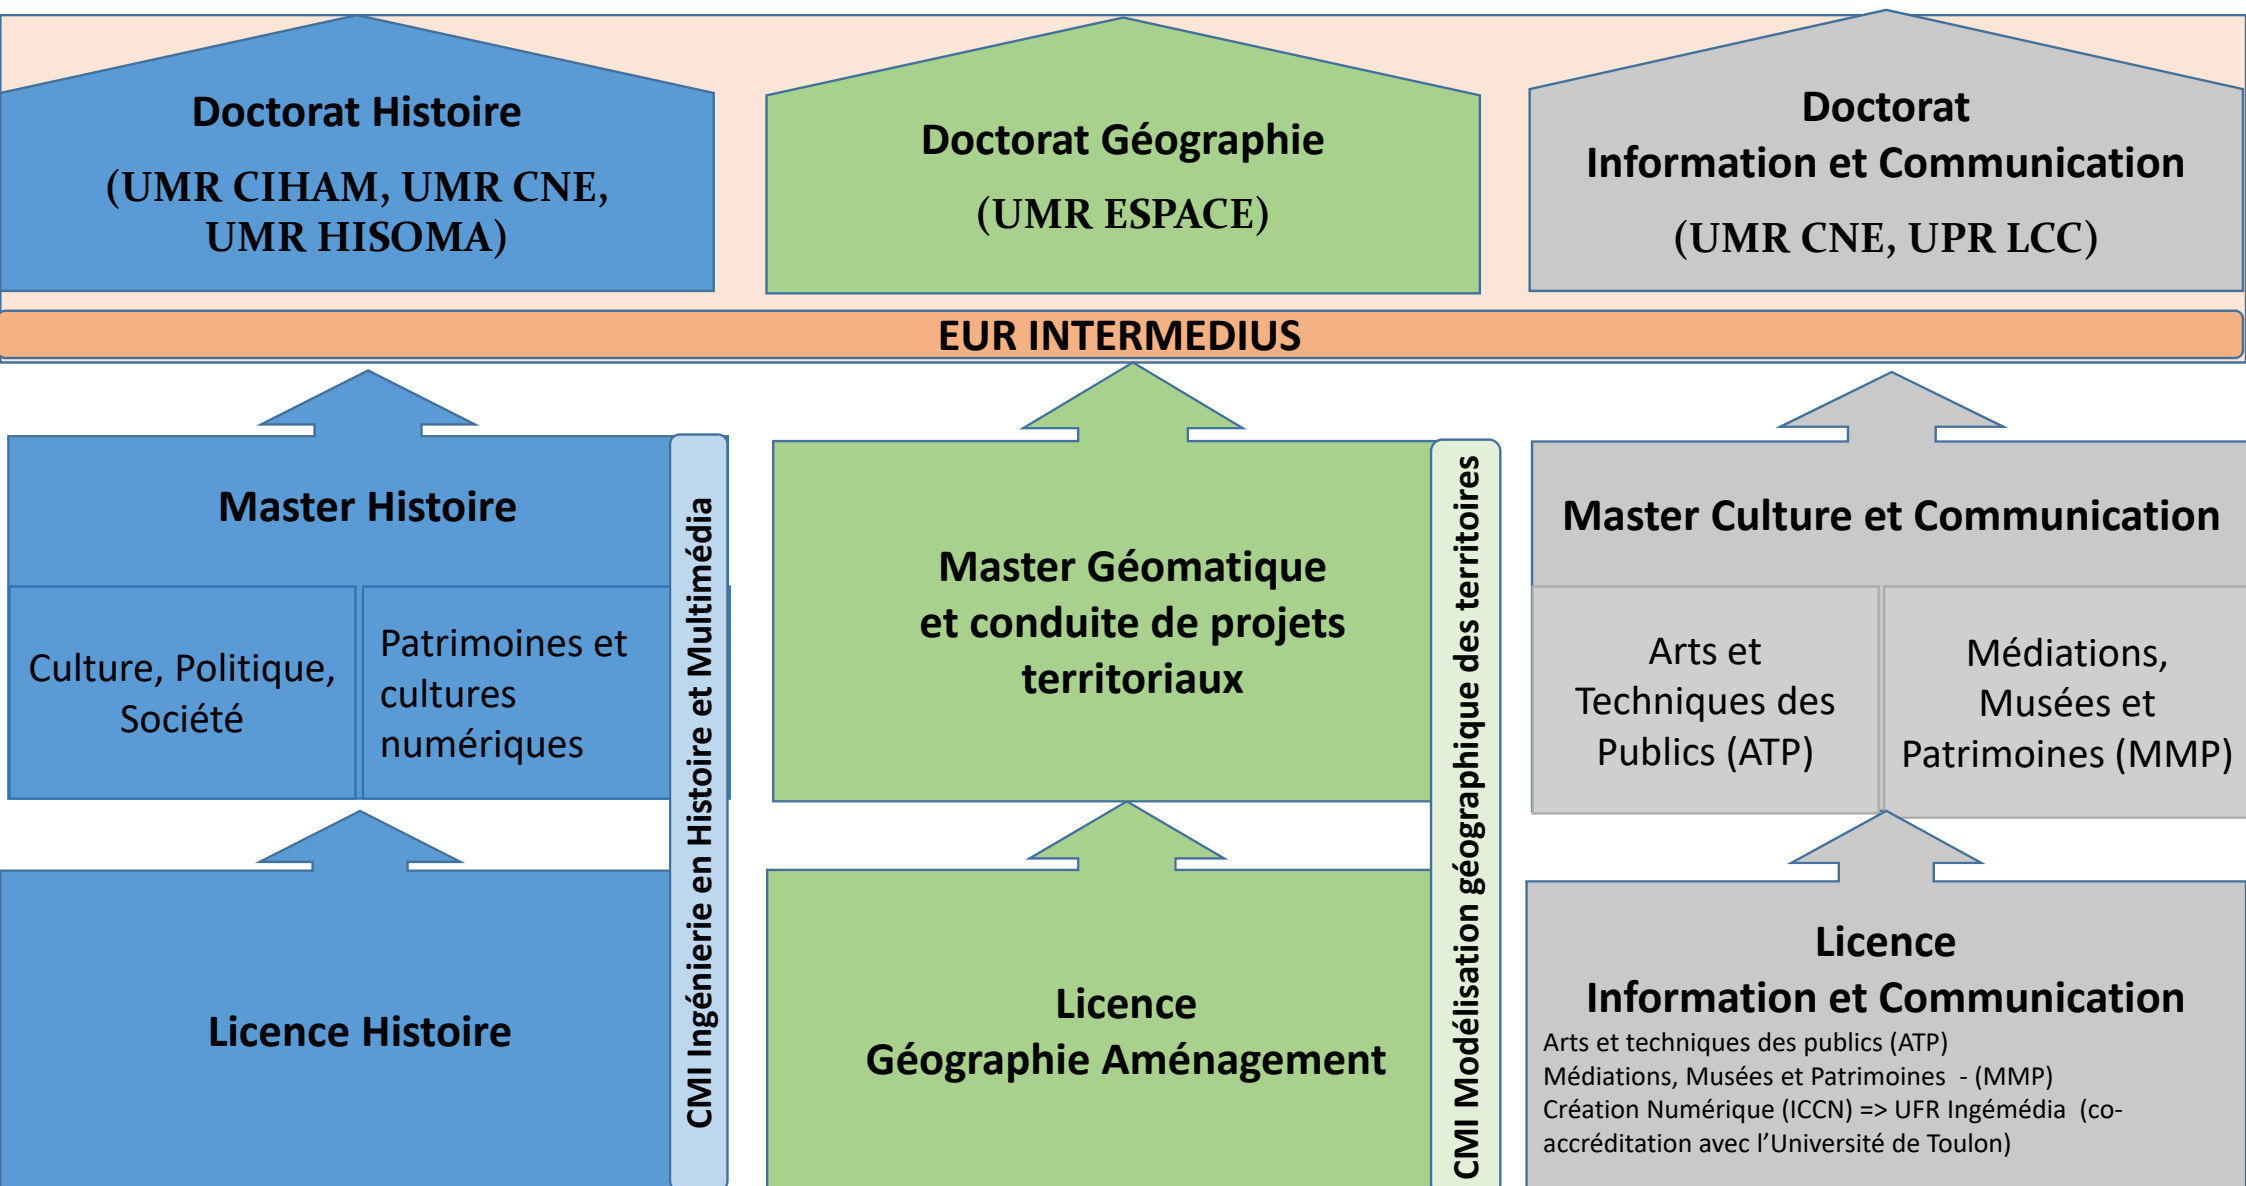 Doctorat Histoire
(UMR CIHAM, UMR CNE,
UMR HISOMA)
Doctorat Géographie
(UMR ESPACE)
Doctorat
Information et Communication
(UMR CNE, UPR LCC)
EUR INTERMEDIUS
Master Histoire
Culture, Politique,
Société
Patrimoines et
cultures
numériques
CMI Ingénierie en Histoire et Multimédia
Master Géomatique
et conduite de projets
territoriaux
CMI Modélisation géographique des territoires
Master Culture et Communication
Arts et
Techniques des
Publics (ATP)
Médiations,
Musées et
Patrimoines (MMP)
Licence Histoire
Licence
Géographie Aménagement
Licence
Information et Communication
Arts et techniques des publics (ATP)
Médiations, Musées et Patrimoines  - (MMP)
Création Numérique (ICCN) => UFR Ingémédia  (co-
accréditation avec l’Université de Toulon)